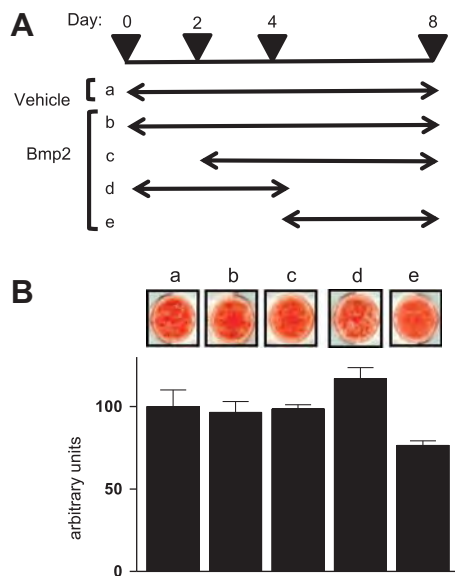 A
Day: 0 2 4 8
Vehicle
a
b
Bmp2
c
d
e
B
a b c d e
100
50
0
arbitrary units